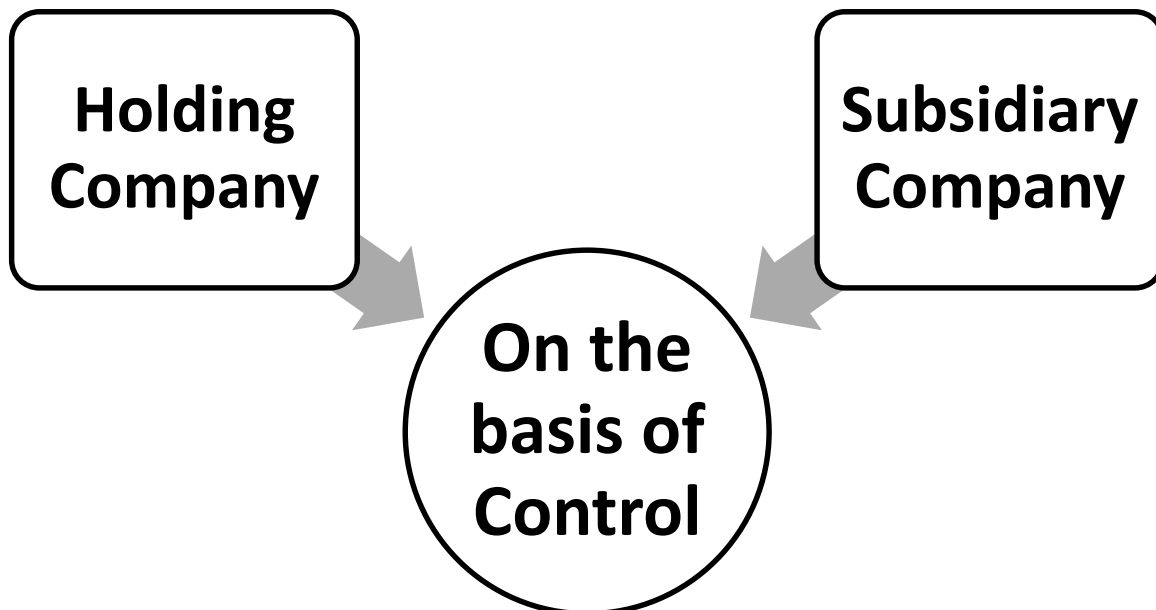 Holding
Company
Subsidiary
Company
On the
basis of
Control